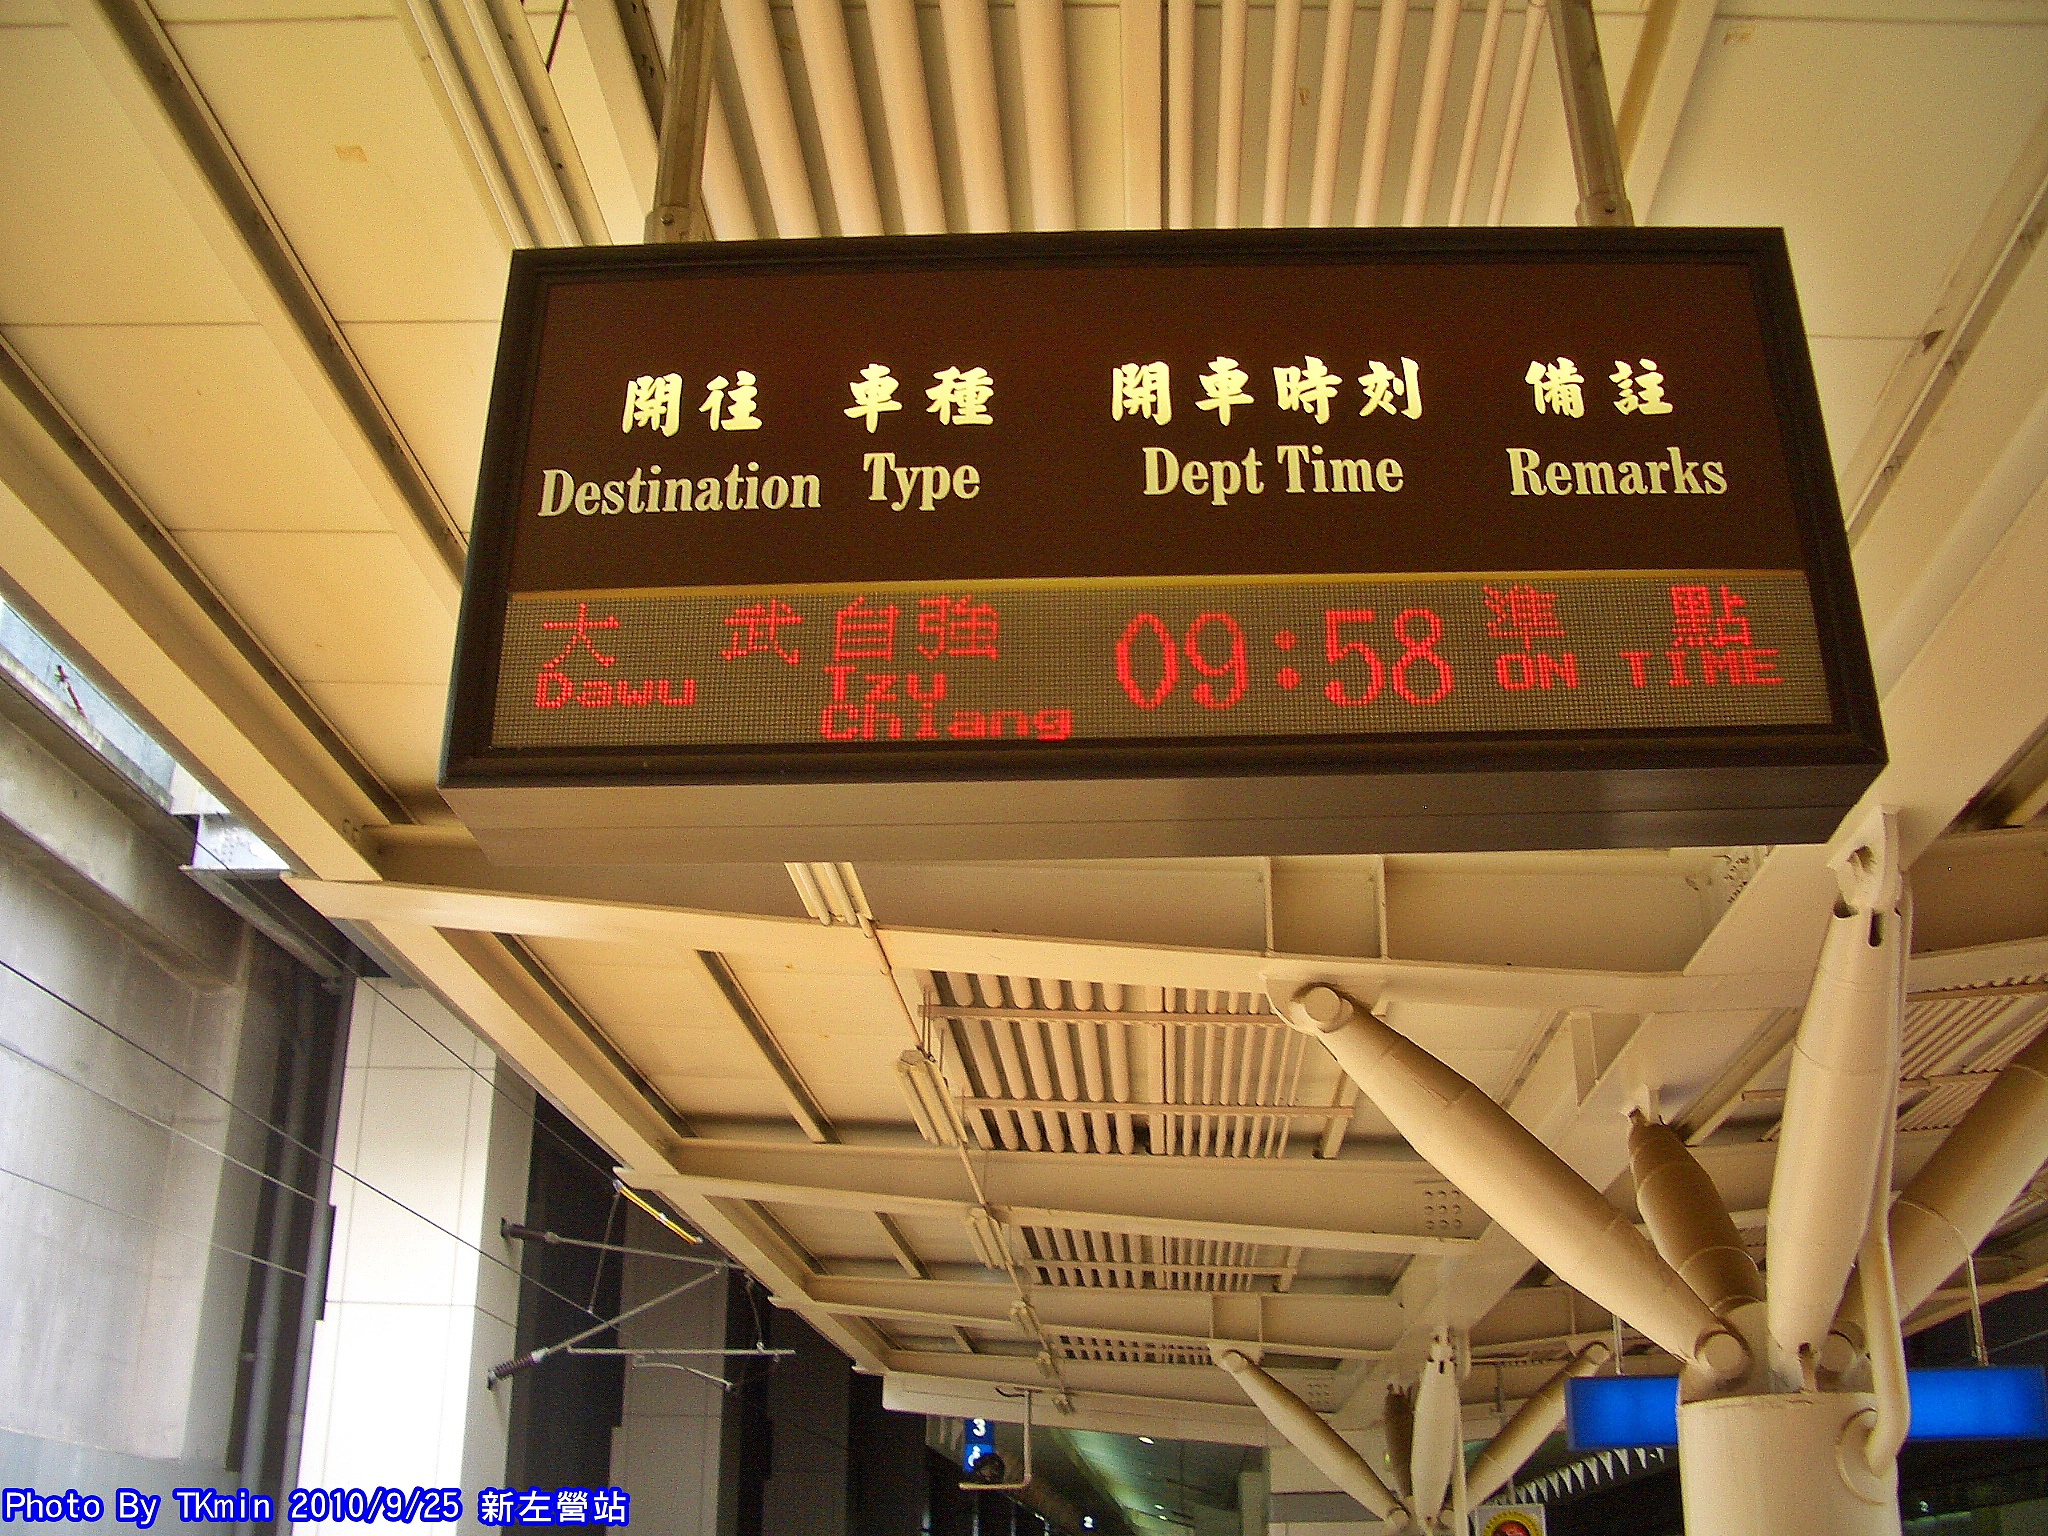 開往 車種 開車時刻 備註
Destination Type Dept Time Remarks
大 武 自強 09:58 準 點
Dawu Tzu ON TIME
Chiang
3
2
Photo By TKmin 2010/9/25 新左營站